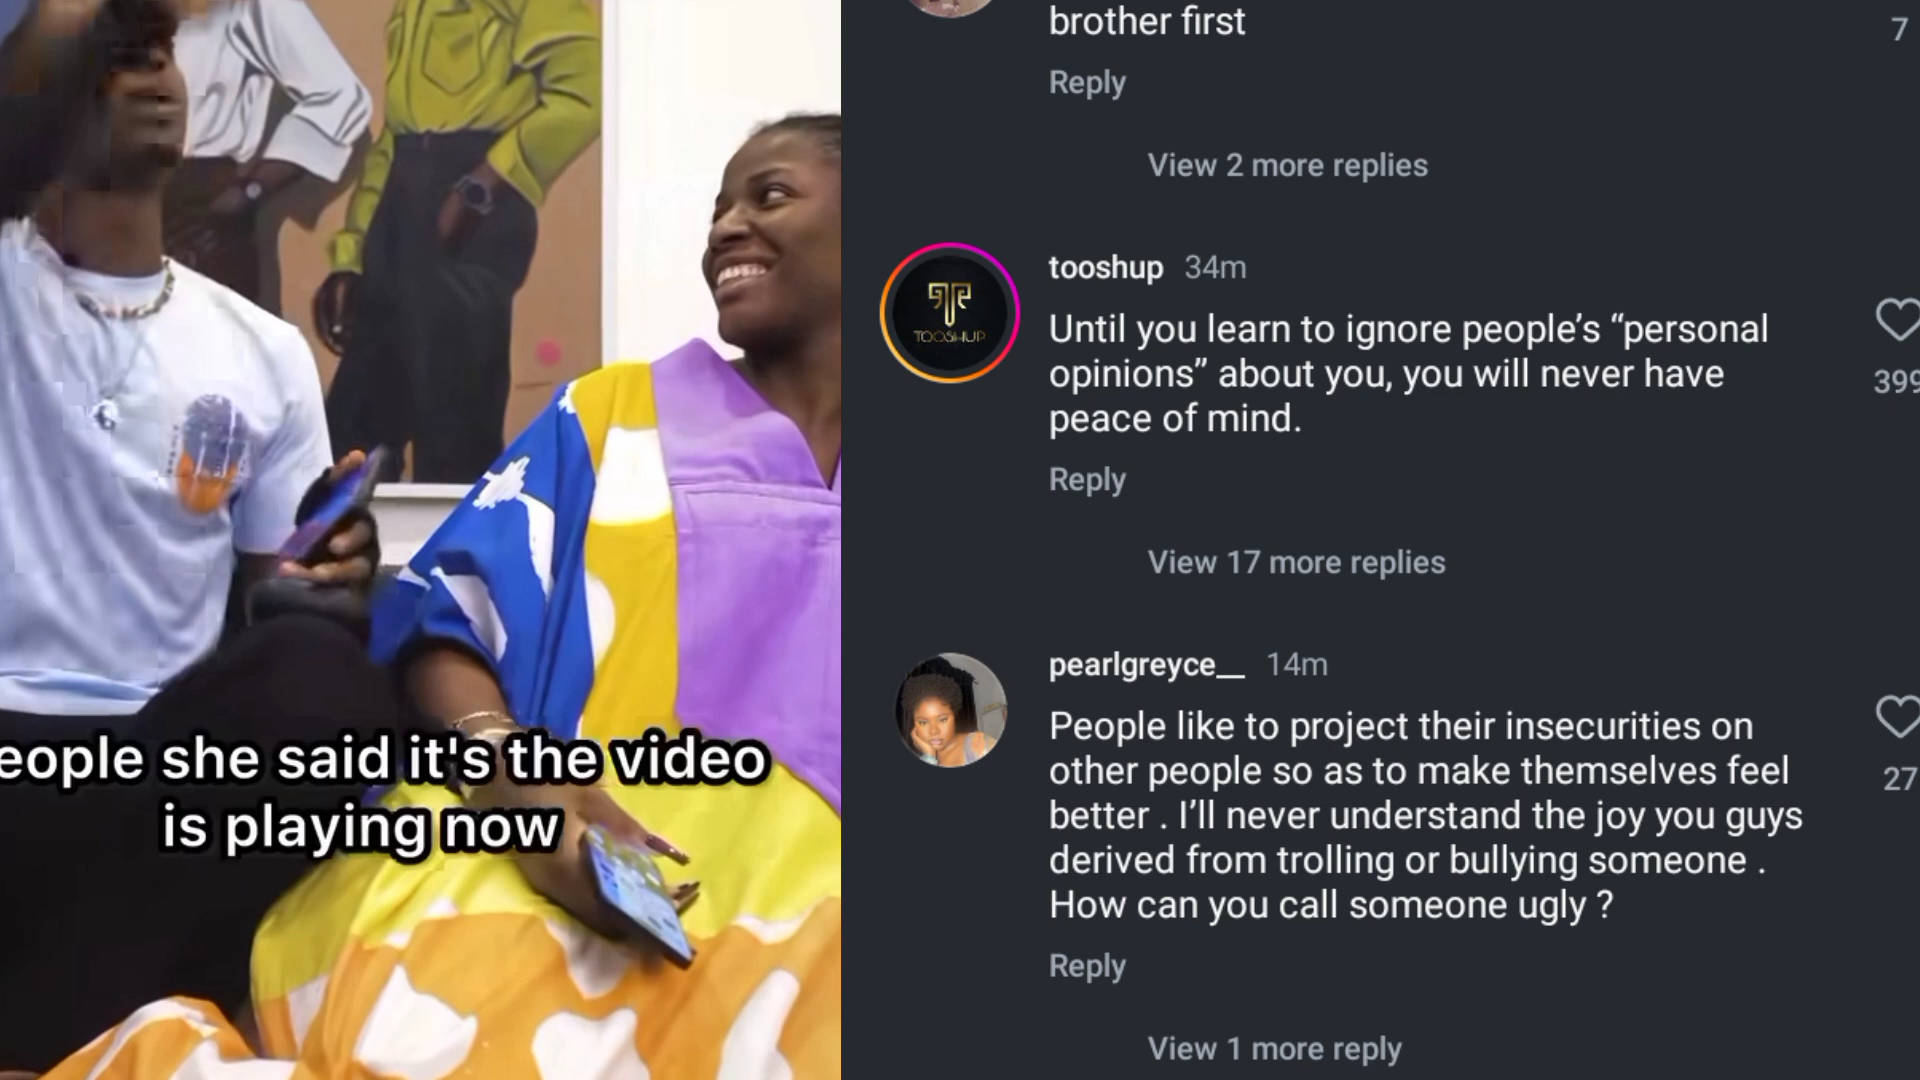 eople she said it's the video
is playing now
brother first
7
Reply
View 2 more replies
tooshup 34m
TOOSHUP
Until you learn to ignore people’s “personal
opinions” about you, you will never have
peace of mind.
399
Reply
View 17 more replies
pearlgreyce__ 14m
People like to project their insecurities on
other people so as to make themselves feel
better . I’ll never understand the joy you guys
derived from trolling or bullying someone .
How can you call someone ugly ?
27
Reply
View 1 more reply